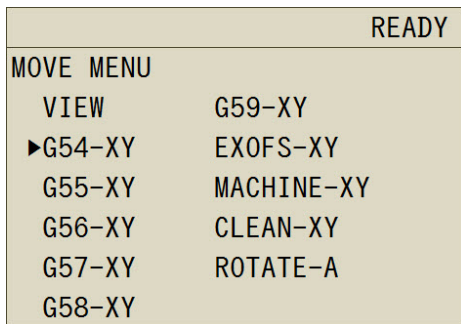 READY
MOVE MENU
VIEW G59-XY
▶G54-XY EXOFS-XY
G55-XY MACHINE-XY
G56-XY CLEAN-XY
G57-XY ROTATE-A
G58-XY